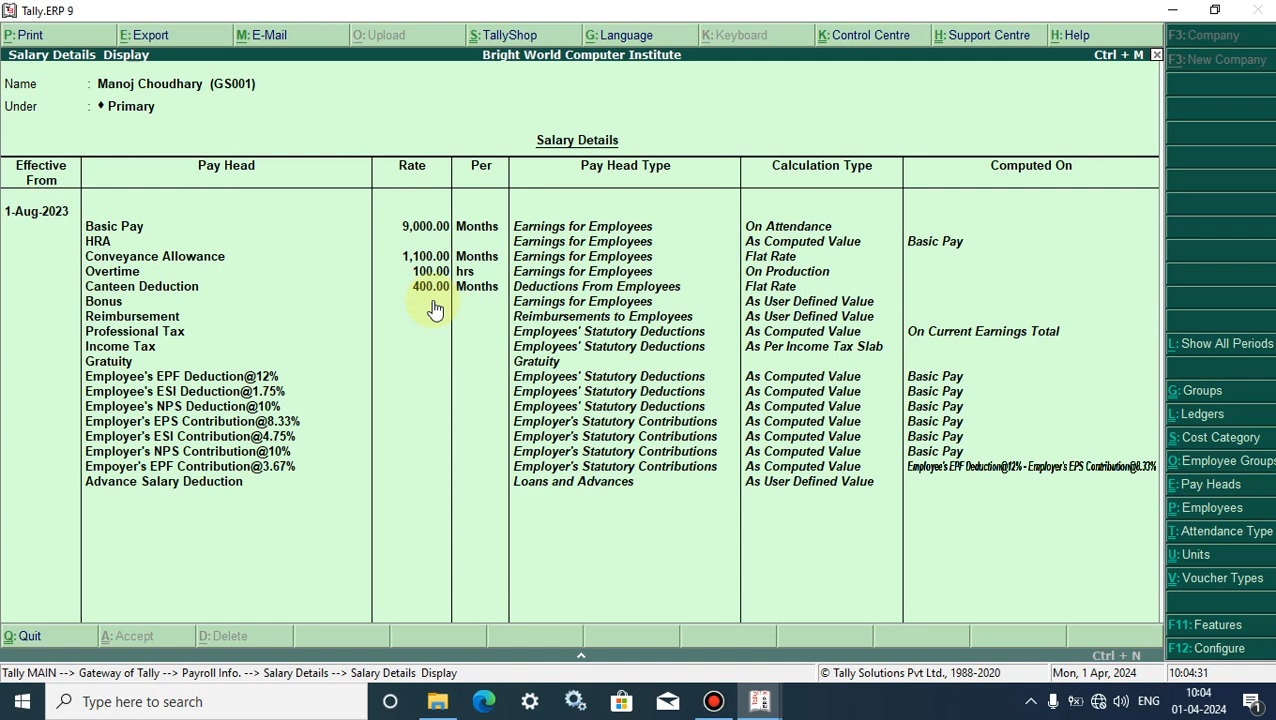 Tally.ERP 9
P: Print E: Export M: E-Mail O: Upload S: TallyShop G: Language K: Keyboard K: Control Centre H: Support Centre H: Help F3: Company
Salary Details Display Bright World Computer Institute Ctrl + M F3: New Company
Name : Manoj Choudhary (GS001)
Under : ♦ Primary
Salary Details
Effective From Pay Head Rate Per Pay Head Type Calculation Type Computed On
1-Aug-2023
Basic Pay 9,000.00 Months Earnings for Employees On Attendance
HRA Earnings for Employees As Computed Value Basic Pay
Conveyance Allowance 1,100.00 Months Earnings for Employees Flat Rate
Overtime 100.00 hrs Earnings for Employees On Production
Canteen Deduction 400.00 Months Deductions From Employees Flat Rate
Bonus Earnings for Employees As User Defined Value
Reimbursement Reimbursements to Employees As User Defined Value
Professional Tax Employees' Statutory Deductions As Computed Value On Current Earnings Total
Income Tax Employees' Statutory Deductions As Per Income Tax Slab
Gratuity Gratuity
Employee's EPF Deduction@12% Employees' Statutory Deductions As Computed Value Basic Pay
Employee's ESI Deduction@1.75% Employees' Statutory Deductions As Computed Value Basic Pay
Employee's NPS Deduction@10% Employees' Statutory Deductions As Computed Value Basic Pay
Employer's EPS Contribution@8.33% Employer's Statutory Contributions As Computed Value Basic Pay
Employer's ESI Contribution@4.75% Employer's Statutory Contributions As Computed Value Basic Pay
Employer's NPS Contribution@10% Employer's Statutory Contributions As Computed Value Basic Pay
Empoyer's EPF Contribution@3.67% Employer's Statutory Contributions As Computed Value Employee's EPF Deduction@12% - Employer's EPS Contribution@8.33%
Advance Salary Deduction Loans and Advances As User Defined Value
L: Show All Periods
G: Groups
L: Ledgers
S: Cost Category
O: Employee Groups
E: Pay Heads
P: Employees
T: Attendance Type
U: Units
V: Voucher Types
F11: Features
F12: Configure
Q: Quit A: Accept D: Delete
Ctrl + N
Tally MAIN --> Gateway of Tally --> Payroll Info. --> Salary Details --> Salary Details Display © Tally Solutions Pvt Ltd., 1988-2020 Mon, 1 Apr, 2024 10:04:31
Type here to search ENG 10:04
01-04-2024 1